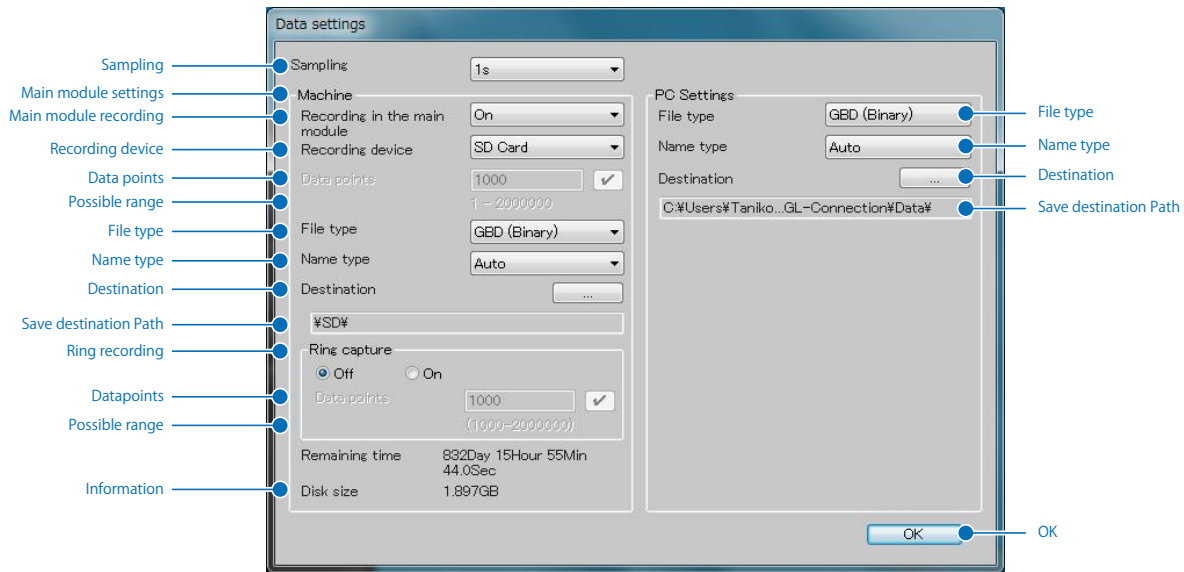 Data settings
Sampling
Sampling
1s
Main module settings
Machine
Main module recording
Recording in the main
module
On
Recording device
Recording device
SD Card
Data points
Data points
1000
Possible range
1 - 2000000
File type
File type
GBD (Binary)
Name type
Name type
Auto
Destination
Destination
...
Save destination Path
¥SD¥
Ring recording
Ring capture
Off
On
Datapoints
Data points
1000
Possible range
(1000-2000000)
Remaining time
832Day 15Hour 55Min
44.0Sec
Information
Disk size
1.897GB
PC Settings
File type
GBD (Binary)
File type
Name type
Auto
Name type
Destination
...
Destination
C:¥Users¥Taniko...GL-Connection¥Data¥
Save destination Path
OK
OK